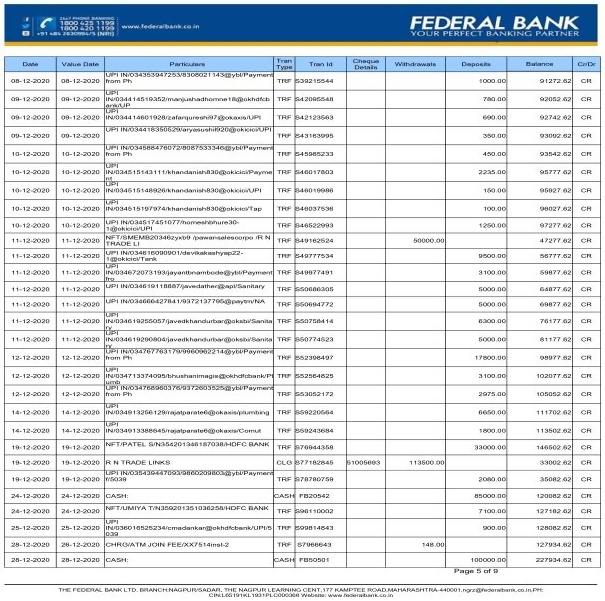 24x7 PHONE BANKING
1800 425 1199
1800 420 1199
+91 484 2630994/5 (NRI)
www.federalbank.co.in
FEDERAL BANK
YOUR PERFECT BANKING PARTNER
Date Value Date Particulars Tran Type Tran Id Cheque Details Withdrawals Deposits Balance Cr/Dr
08-12-2020 08-12-2020 UPI IN/034353947253/8308021143@ybl/Payment from Ph TRF S39215544 1000.00 91272.62 CR
09-12-2020 09-12-2020 UPI IN/034414519352/manjushadhomne18@okhdfcbank/UP TRF S42095548 780.00 92052.62 CR
09-12-2020 09-12-2020 UPI IN/034414601928/zafarqureshi97@okaxis/UPI TRF S42123563 690.00 92742.62 CR
09-12-2020 09-12-2020 UPI IN/034418350529/aryasushil920@okicici/UPI TRF S43163995 350.00 93092.62 CR
10-12-2020 10-12-2020 UPI IN/034588476072/8087533346@ybl/Payment from Ph TRF S45985233 450.00 93542.62 CR
10-12-2020 10-12-2020 UPI IN/034515143111/khandanish830@okicici/Payment TRF S46017803 2235.00 95777.62 CR
10-12-2020 10-12-2020 UPI IN/034515148926/khandanish830@okicici/UPI TRF S46019986 150.00 95927.62 CR
10-12-2020 10-12-2020 UPI IN/034515197974/khandanish830@okicici/Tap TRF S46037536 100.00 96027.62 CR
10-12-2020 10-12-2020 UPI IN/034517451077/homeshbhure30-1@okicici/UPI TRF S46522993 1250.00 97277.62 CR
11-12-2020 11-12-2020 NFT/SMEMB20346zyxb9 /pawansalescorpo /R N TRADE LI TRF S49162524 50000.00 47277.62 CR
11-12-2020 11-12-2020 UPI IN/034616090901/devikakashyap22-1@okicici/Tank TRF S49777534 9500.00 56777.62 CR
11-12-2020 11-12-2020 UPI IN/034672073193/jayantbnambode@ybl/Payment fro TRF S49977491 3100.00 59877.62 CR
11-12-2020 11-12-2020 UPI IN/034619118887/javedather@apl/Sanitary TRF S50686305 5000.00 64877.62 CR
11-12-2020 11-12-2020 UPI IN/034666427841/9372137795@paytm/NA TRF S50694772 5000.00 69877.62 CR
11-12-2020 11-12-2020 UPI IN/034619255057/javedkhandurbar@oksbi/Sanitary TRF S50758414 6300.00 76177.62 CR
11-12-2020 11-12-2020 UPI IN/034619290804/javedkhandurbar@oksbi/Sanitary TRF S50774523 5000.00 81177.62 CR
12-12-2020 12-12-2020 UPI IN/034767763179/9960962214@ybl/Payment from Ph TRF S52398497 17800.00 98977.62 CR
12-12-2020 12-12-2020 UPI IN/034713374095/bhushanimagie@okhdfcbank/Plumb TRF S52564825 3100.00 102077.62 CR
12-12-2020 12-12-2020 UPI IN/034768960376/9372603525@ybl/Payment from Ph TRF S53052172 2975.00 105052.62 CR
14-12-2020 14-12-2020 UPI IN/034913256129/rajatparate6@okaxis/plumbing TRF S59220564 6650.00 111702.62 CR
14-12-2020 14-12-2020 UPI IN/034913388645/rajatparate6@okaxis/Comut TRF S59243684 1800.00 113502.62 CR
19-12-2020 19-12-2020 NFT/PATEL S/N354201346187038/HDFC BANK TRF S76944358 33000.00 146502.62 CR
19-12-2020 19-12-2020 R N TRADE LINKS CLG S77182845 51005693 113500.00 33002.62 CR
19-12-2020 19-12-2020 UPI IN/035439447093/9860209803@ybl/Payment f/5039 TRF S78780759 2080.00 35082.62 CR
24-12-2020 24-12-2020 CASH: CASH FB20542 85000.00 120082.62 CR
24-12-2020 24-12-2020 NFT/UMIYA T/N359201351036258/HDFC BANK TRF S96110002 7100.00 127182.62 CR
25-12-2020 25-12-2020 UPI IN/036016525234/cmadankar@okhdfcbank/UPI/5039 TRF S99814843 900.00 128082.62 CR
28-12-2020 26-12-2020 CHRG/ATM JOIN FEE/XX7514inst-2 TRF S7966643 148.00 127934.62 CR
28-12-2020 28-12-2020 CASH: CASH FB50501 100000.00 227934.62 CR
Page 5 of 9
THE FEDERAL BANK LTD. BRANCH:NAGPUR/SADAR, THE NAGPUR LEARNING CENT,177 KAMPTEE ROAD,MAHARASHTRA-440001.ngrz@federalbank.co.in.PH:
CIN:L65191KL1931PLC000368 Website: www.federalbank.co.in